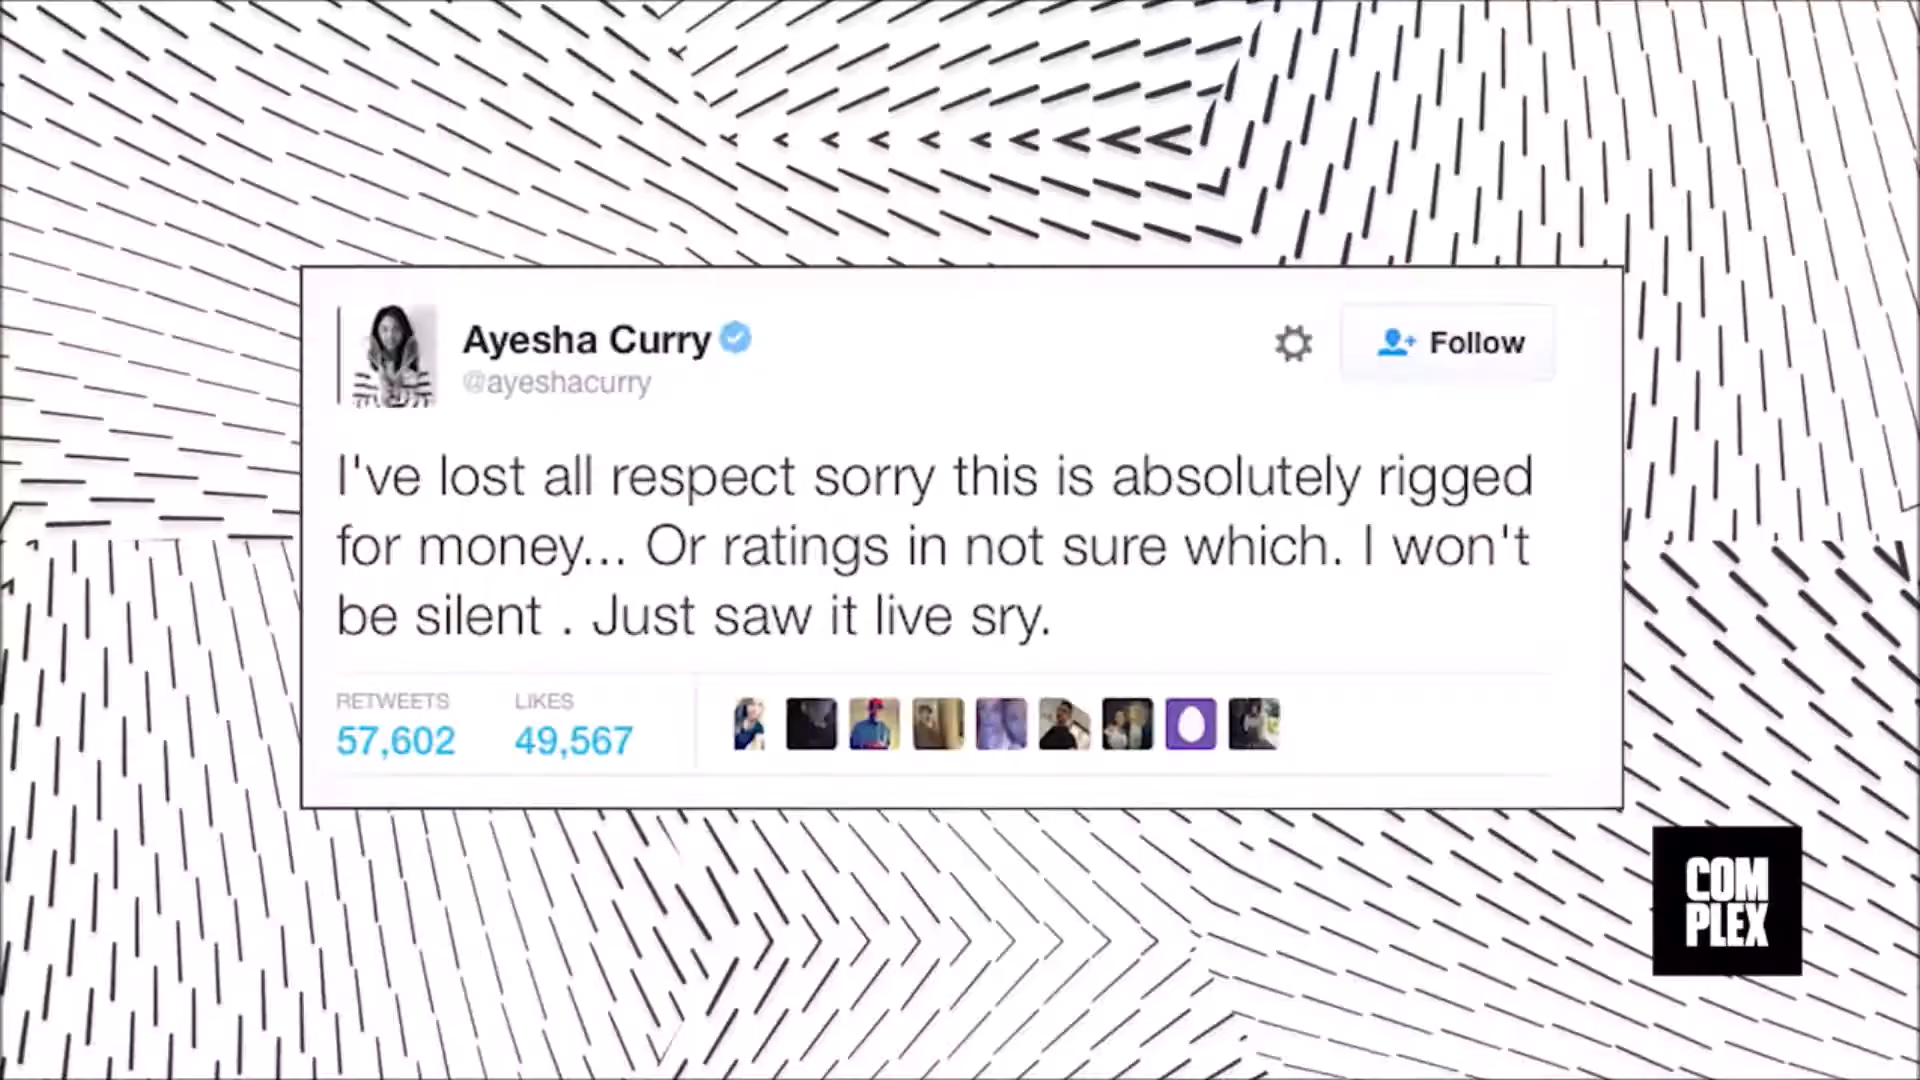 Ayesha Curry
@ayeshacurry
Follow
I've lost all respect sorry this is absolutely rigged
for money... Or ratings in not sure which. I won't
be silent . Just saw it live sry.
RETWEETS LIKES
57,602 49,567
COM
PLEX